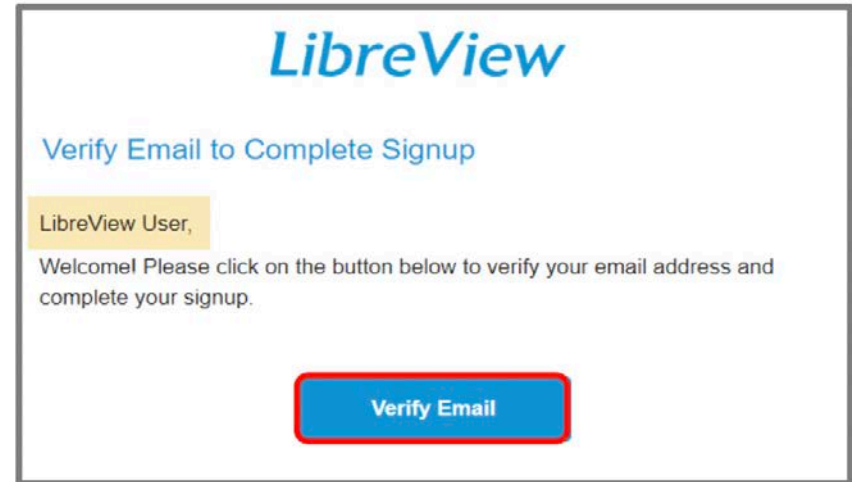 LibreView
Verify Email to Complete Signup
LibreView User,
Welcome! Please click on the button below to verify your email address and
complete your signup.
Verify Email